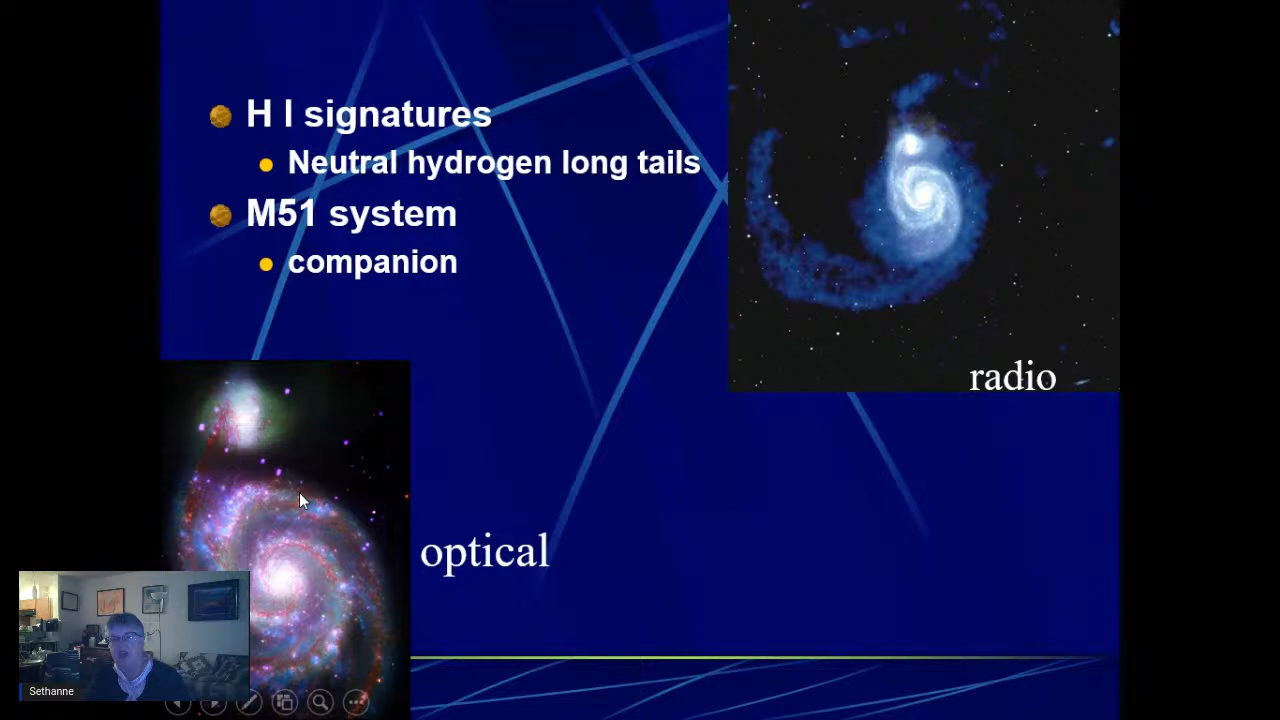 H I signatures
Neutral hydrogen long tails
M51 system
companion
radio
optical
Sethanne